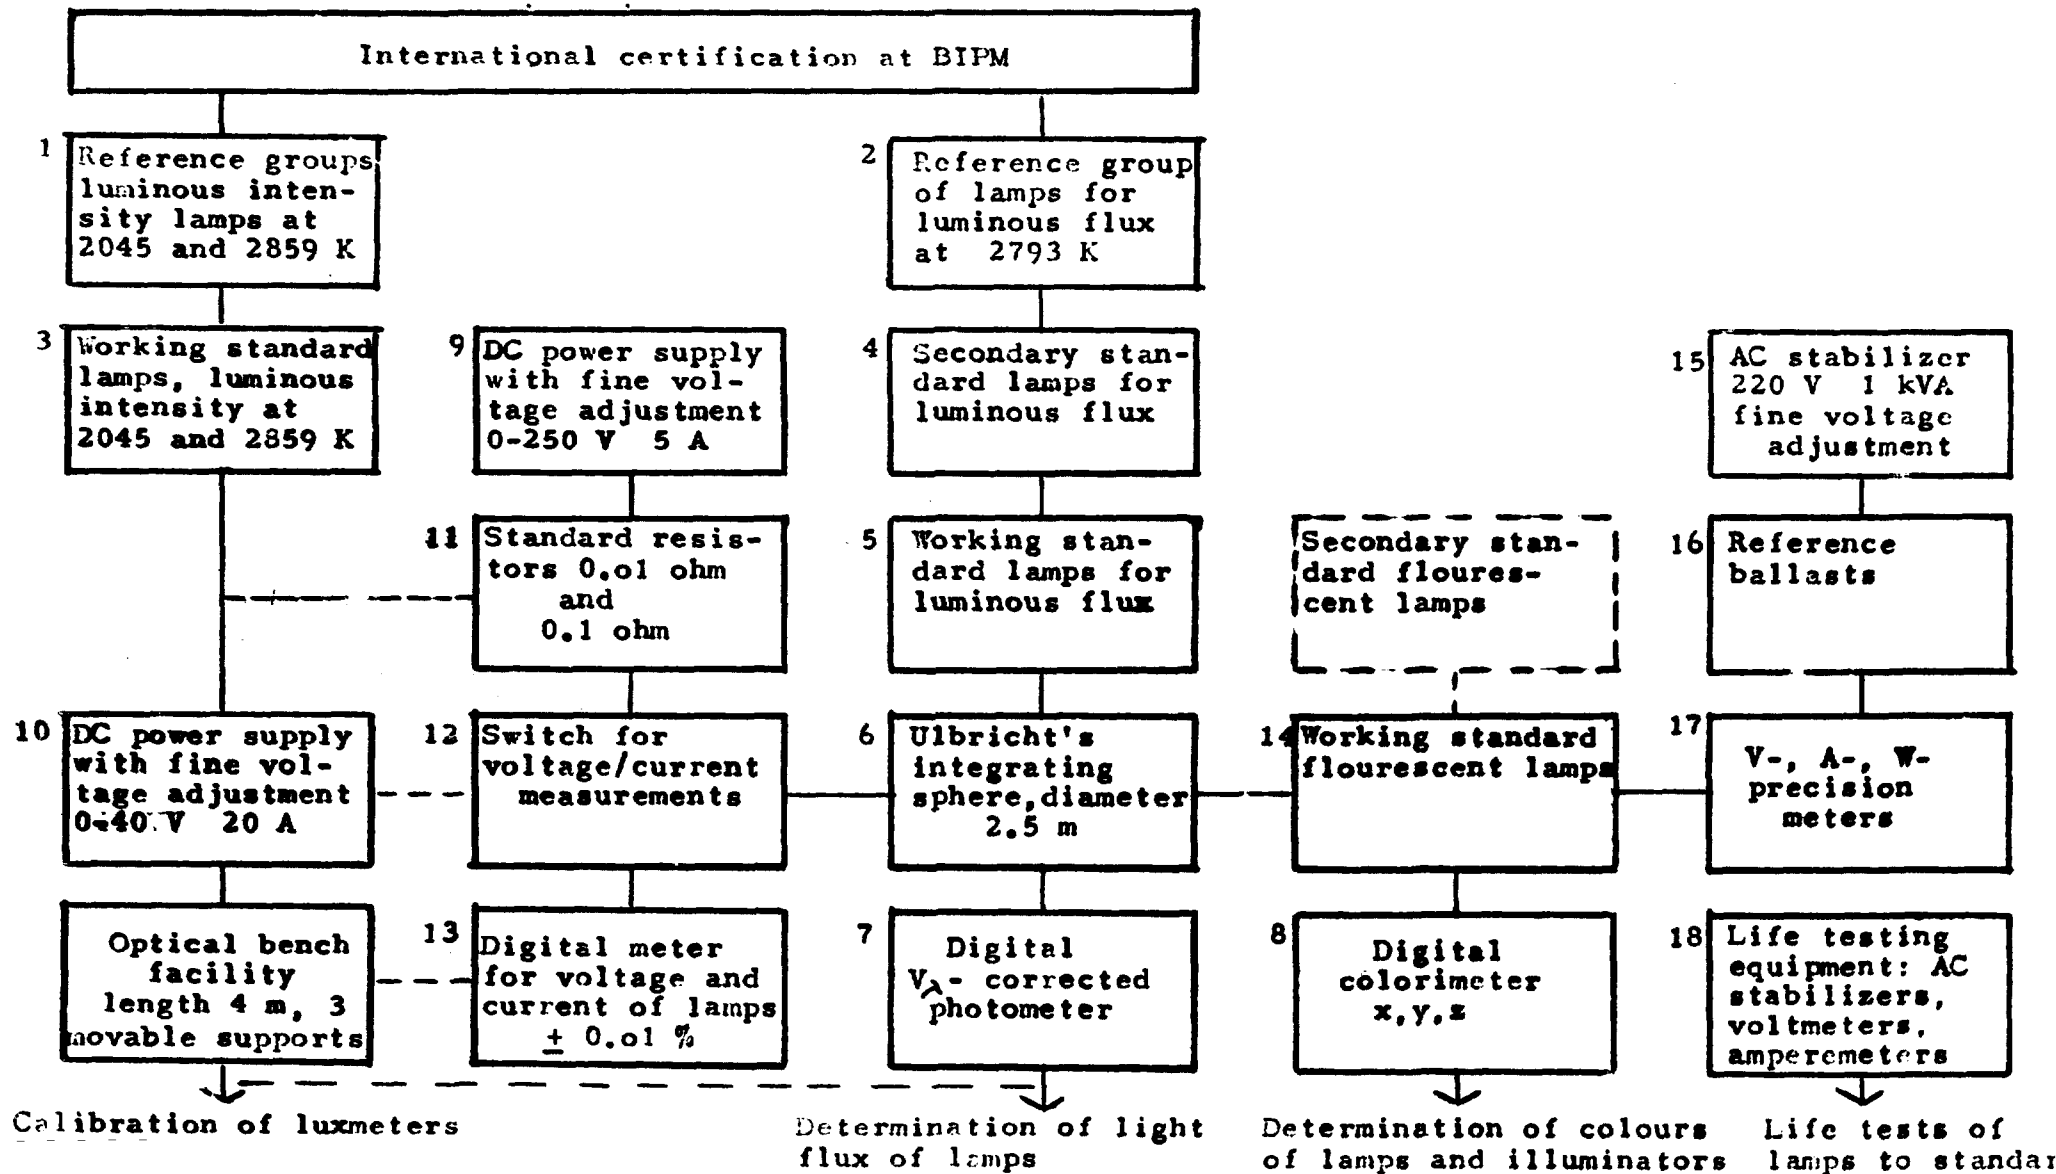 International certification at BIPM
1
Reference groups
luminous inten-
sity lamps at
2045 and 2859 K
2
Reference group
of lamps for
luminous flux
at 2793 K
3
Working standard
lamps, luminous
intensity at
2045 and 2859 K
9
DC power supply
with fine vol-
tage adjustment
0-250 V 5 A
4
Secondary stan-
dard lamps for
luminous flux
15
AC stabilizer
220 V 1 kVA
fine voltage
adjustment
11
Standard resis-
tors 0.o1 ohm
and
0.1 ohm
5
Working stan-
dard lamps for
luminous flux
Secondary stan-
dard floures-
cent lamps
16
Reference
ballasts
10
DC power supply
with fine vol-
tage adjustment
0-40 V 20 A
12
Switch for
voltage/current
measurements
6
Ulbricht's
integrating
sphere, diameter
2.5 m
14
Working standard
flourescent lamps
17
V-, A-, W-
precision
meters
Optical bench
facility
length 4 m, 3
movable supports
13
Digital meter
for voltage and
current of lamps
± 0.o1 %
7
Digital
Vλ - corrected
photometer
8
Digital
colorimeter
x,y,z
18
Life testing
equipment: AC
stabilizers,
voltmeters,
amperemeters
Calibration of luxmeters
Determination of light
flux of lamps
Determination of colours
of lamps and illuminators
Life tests of
lamps to standar